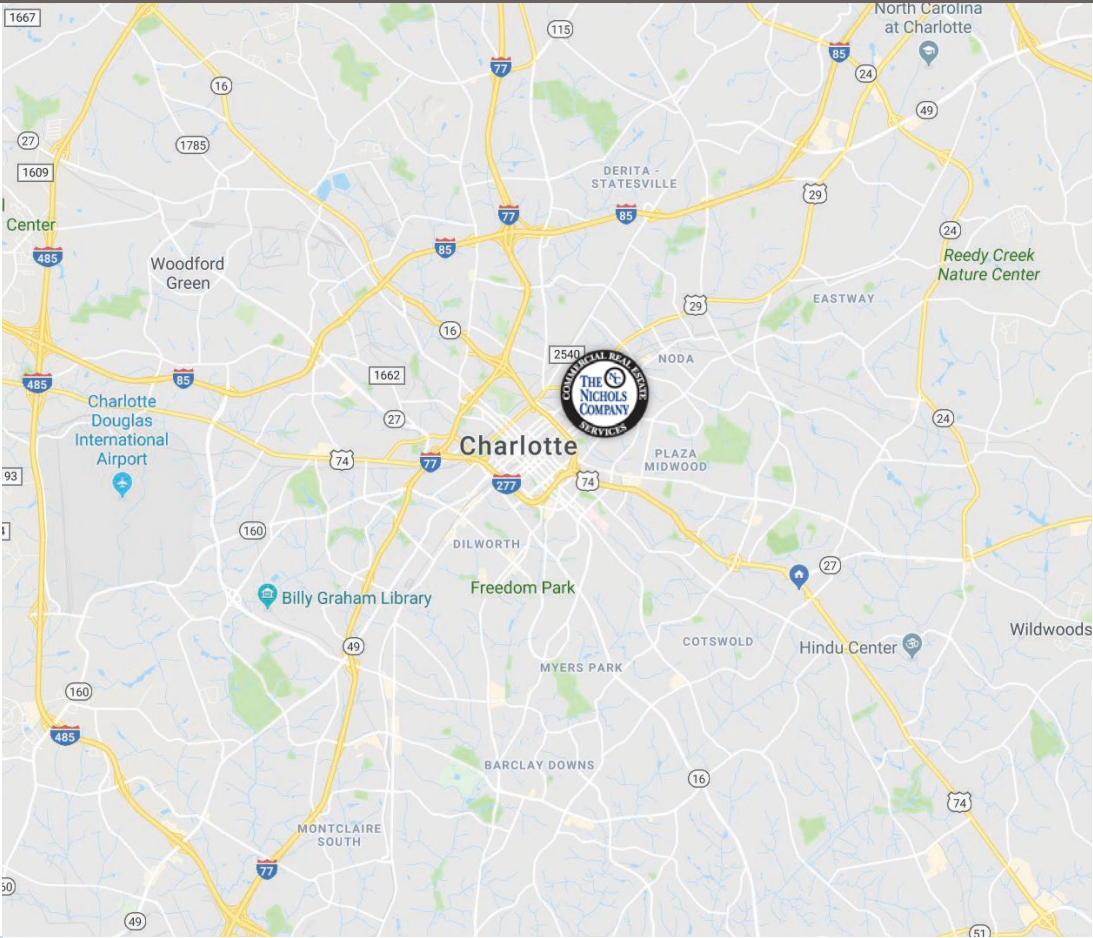 1667
North Carolina
at Charlotte
115
77
85
24
16
49
27
1785
1609
DERITA -
STATESVILLE
29
77
85
24
Center
85
485
Woodford
Green
Reedy Creek
Nature Center
29
EASTWAY
16
2540
NODA
COMMERCIAL REAL ESTATE
THE
NICHOLS
COMPANY
SERVICES
1662
85
485
Charlotte
Douglas
International
Airport
27
24
Charlotte
74
77
PLAZA
MIDWOOD
93
277
74
160
DILWORTH
27
Freedom Park
Billy Graham Library
Wildwoods
49
COTSWOLD
Hindu Center
MYERS PARK
160
485
BARCLAY DOWNS
16
74
MONTCLAIRE
SOUTH
77
60
49
51